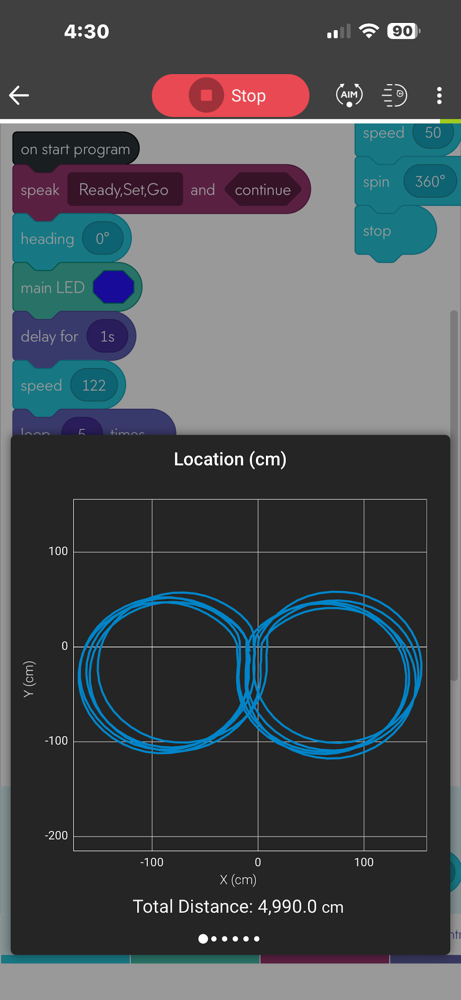 4:30
90
Stop
AIM
on start program
speak Ready,Set,Go and continue
heading 0°
main LED
delay for 1s
speed 122
loop 5 times
speed 50
spin 360°
stop
Location (cm)
100
0
-100
-200
Y (cm)
-100 0 100
X (cm)
Total Distance: 4,990.0 cm